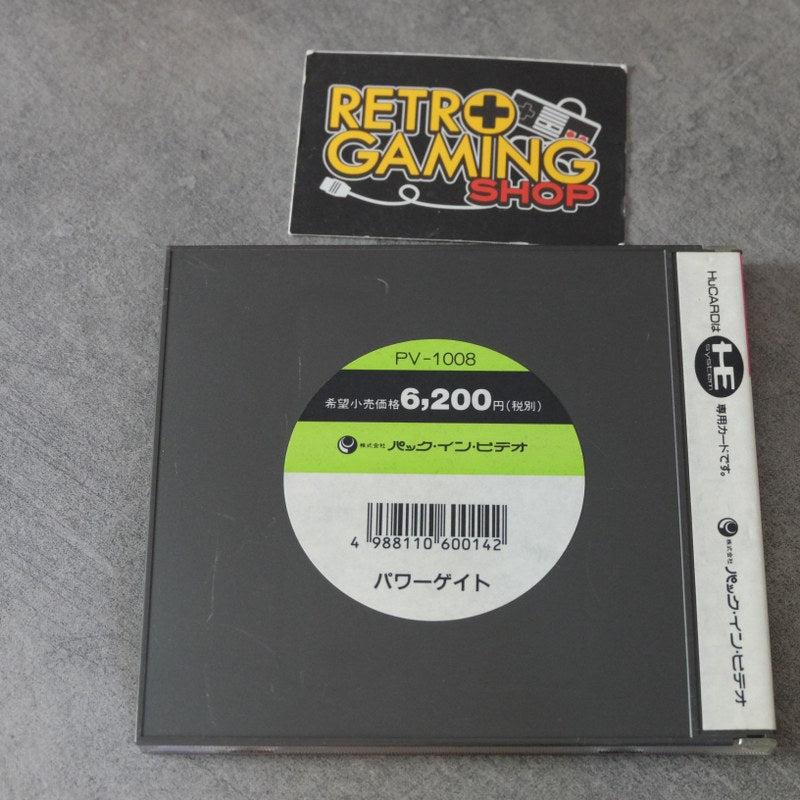 RETRO
GAMING
SHOP
PV-1008
希望小売価格6,200円(税別)
株式会社 パック・イン・ビデオ
4 988110 600142
パワーゲイト
HuCARDは HE system 専用カードです。
株式会社 パック・イン・ビデオ